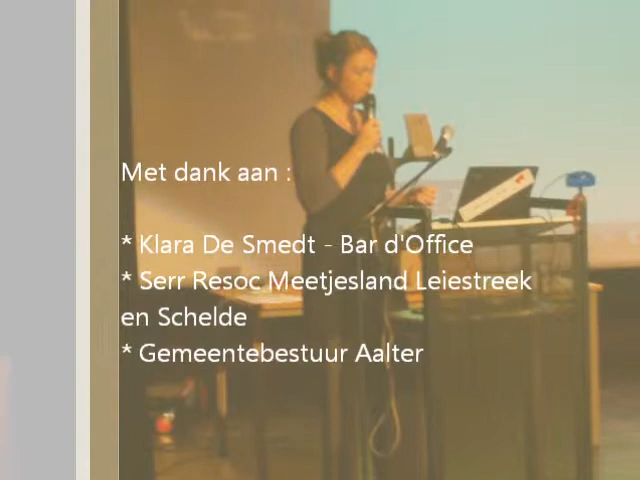 Met dank aan :
* Klara De Smedt - Bar d'Office
* Serr Resoc Meetjesland Leiestreek
en Schelde
* Gemeentebestuur Aalter